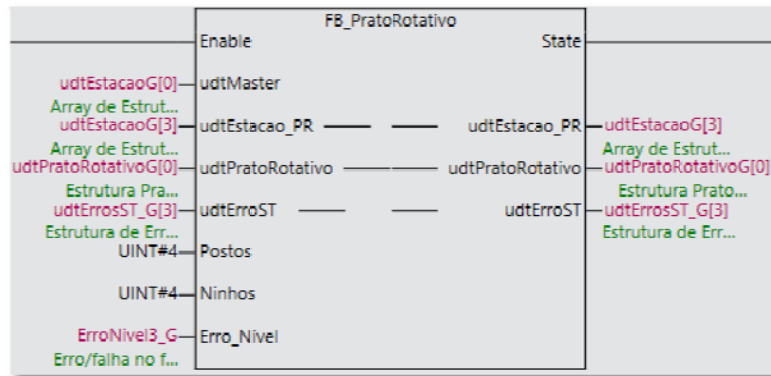 FB_PratoRotativo
Enable State
udtEstacaoG[0] udtMaster
Array de Estrut...
udtEstacaoG[3] udtEstacao_PR udtEstacao_PR udtEstacaoG[3]
Array de Estrut... Array de Estrut...
udtPratoRotativoG[0] udtPratoRotativo udtPratoRotativo udtPratoRotativoG[0]
Estrutura Pra... Estrutura Prato...
udtErrosST_G[3] udtErroST udtErroST udtErrosST_G[3]
Estrutura de Err... Estrutura de Err...
UINT#4 Postos
UINT#4 Ninhos
ErroNivel3_G Erro_Nivel
Erro/falha no f...